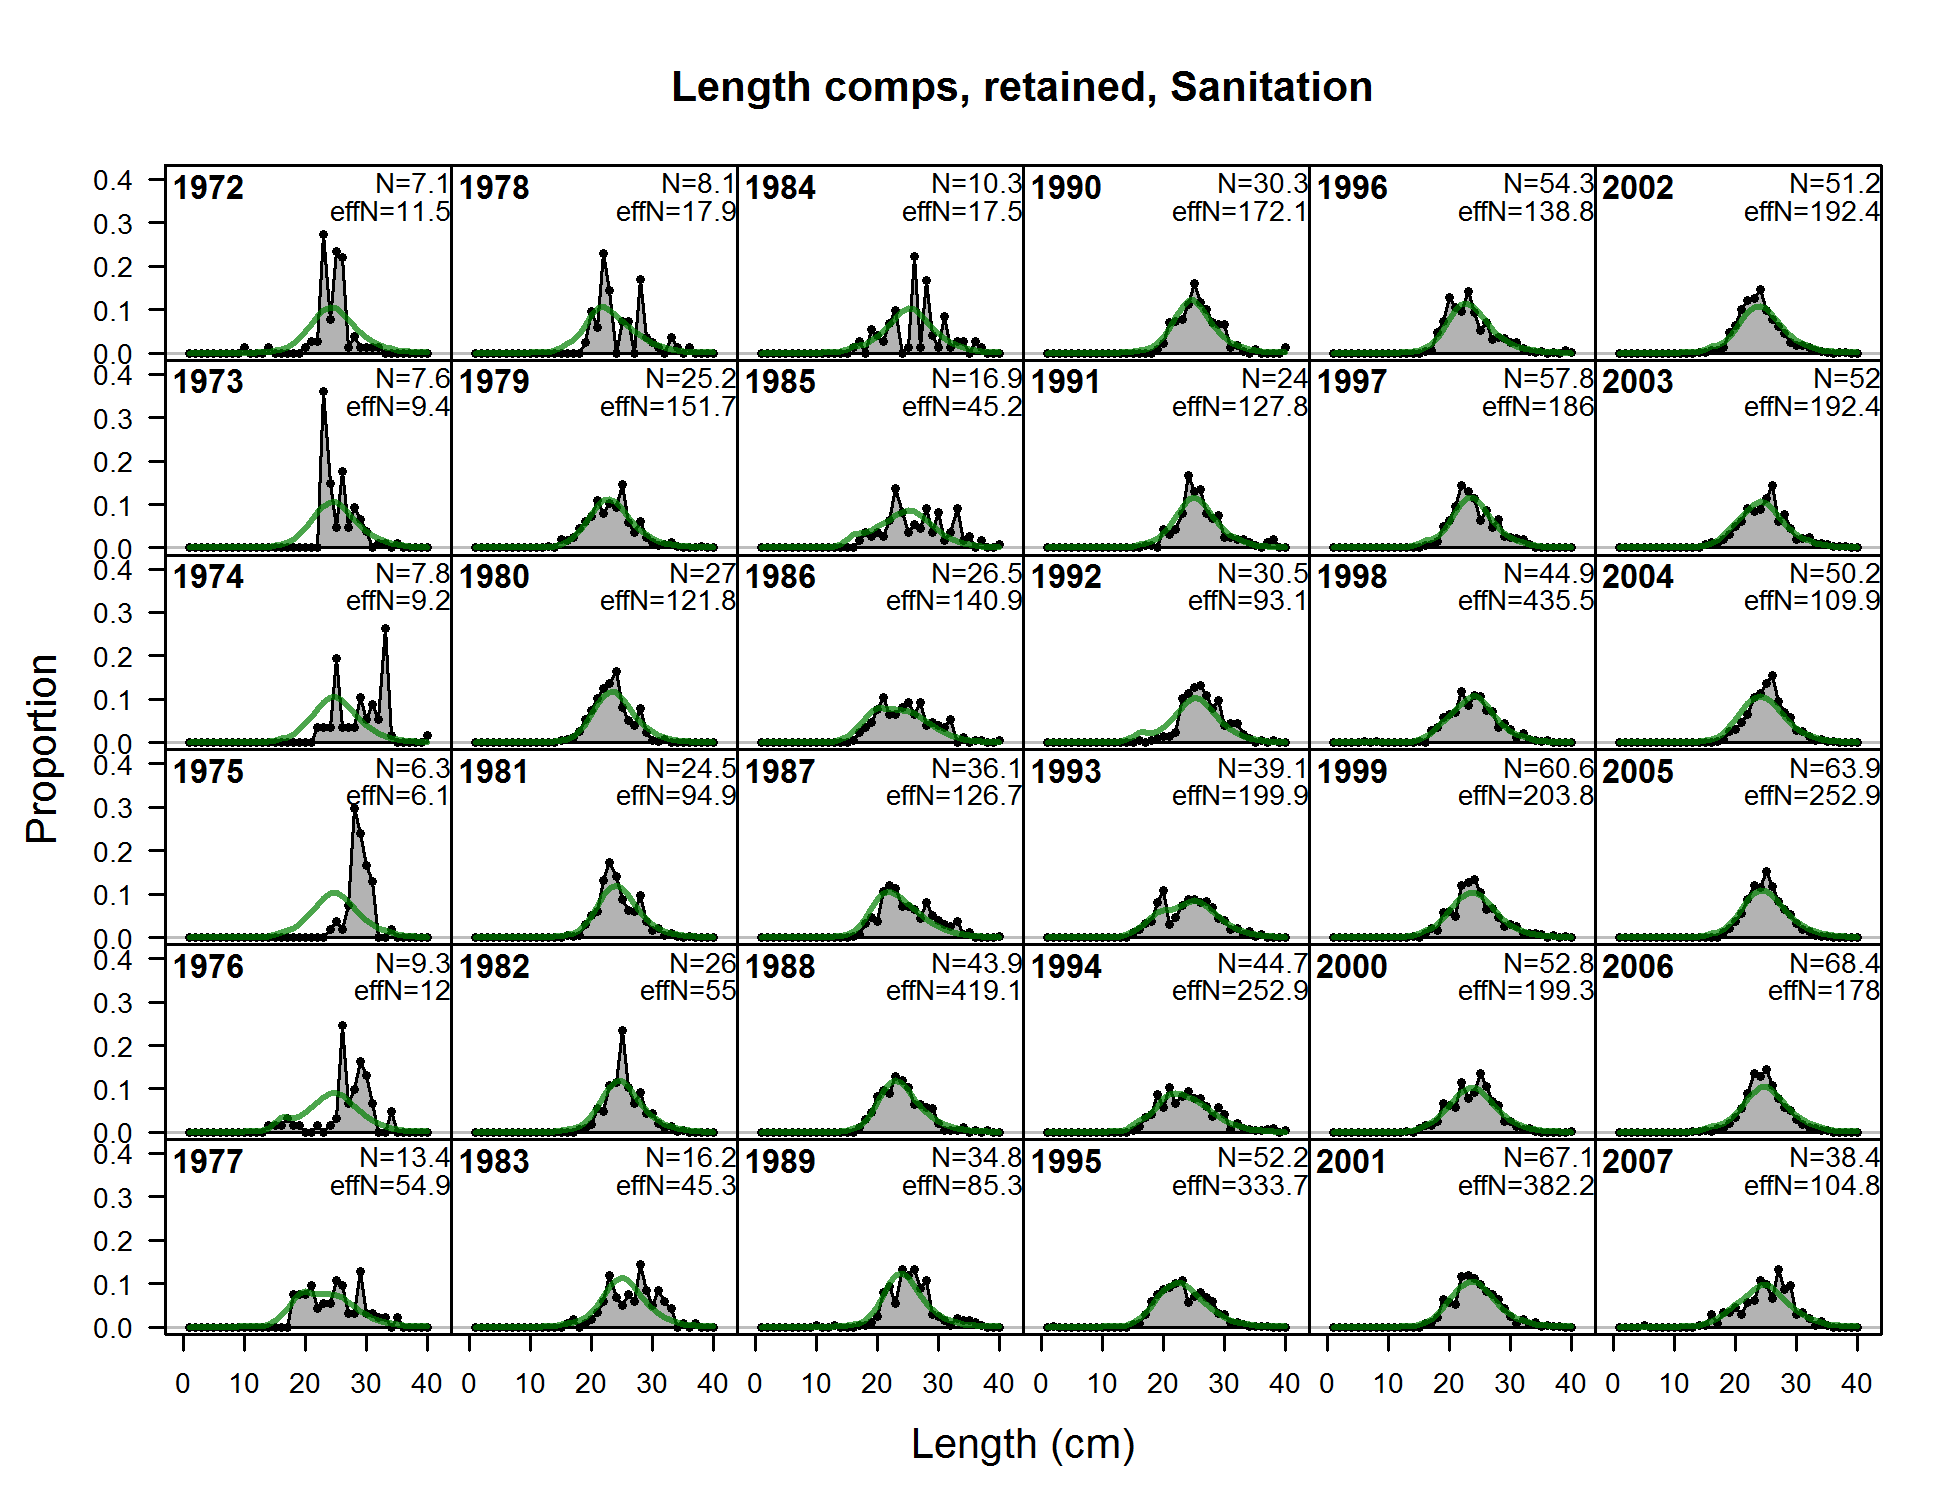 Length comps, retained, Sanitation
Proportion
0.4 1972 N=7.1 1978 N=8.1 1984 N=10.3 1990 N=30.3 1996 N=54.3 2002 N=51.2
effN=11.5 effN=17.9 effN=17.5 effN=172.1 effN=138.8 effN=192.4
0.3
0.2
0.1
0.0
0.4 1973 N=7.6 1979 N=25.2 1985 N=16.9 1991 N=24 1997 N=57.8 2003 N=52
effN=9.4 effN=151.7 effN=45.2 effN=127.8 effN=186 effN=192.4
0.3
0.2
0.1
0.0
0.4 1974 N=7.8 1980 N=27 1986 N=26.5 1992 N=30.5 1998 N=44.9 2004 N=50.2
effN=9.2 effN=121.8 effN=140.9 effN=93.1 effN=435.5 effN=109.9
0.3
0.2
0.1
0.0
0.4 1975 N=6.3 1981 N=24.5 1987 N=36.1 1993 N=39.1 1999 N=60.6 2005 N=63.9
effN=6.1 effN=94.9 effN=126.7 effN=199.9 effN=203.8 effN=252.9
0.3
0.2
0.1
0.0
0.4 1976 N=9.3 1982 N=26 1988 N=43.9 1994 N=44.7 2000 N=52.8 2006 N=68.4
effN=12 effN=55 effN=419.1 effN=252.9 effN=199.3 effN=178
0.3
0.2
0.1
0.0
0.4 1977 N=13.4 1983 N=16.2 1989 N=34.8 1995 N=52.2 2001 N=67.1 2007 N=38.4
effN=54.9 effN=45.3 effN=85.3 effN=333.7 effN=382.2 effN=104.8
0.3
0.2
0.1
0.0
0 10 20 30 40 0 10 20 30 40 0 10 20 30 40 0 10 20 30 40 0 10 20 30 40 0 10 20 30 40
Length (cm)